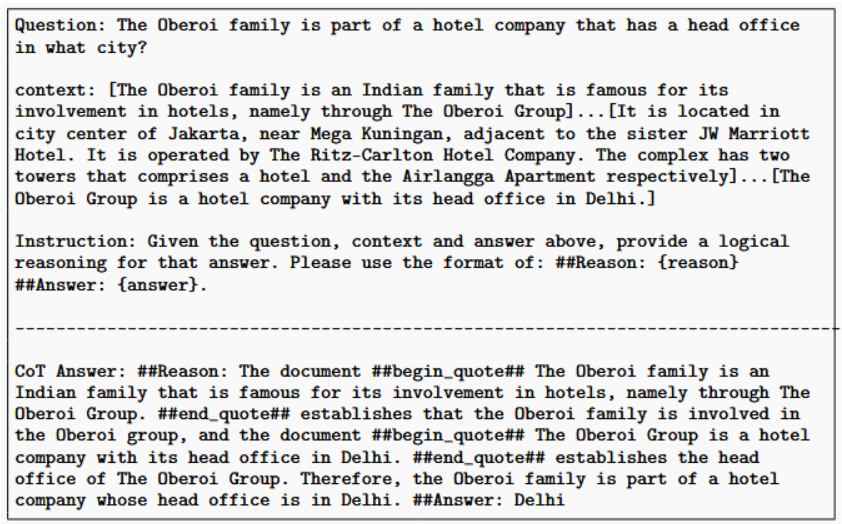 Question: The Oberoi family is part of a hotel company that has a head office
in what city?
context: [The Oberoi family is an Indian family that is famous for its
involvement in hotels, namely through The Oberoi Group]...[It is located in
city center of Jakarta, near Mega Kuningan, adjacent to the sister JW Marriott
Hotel. It is operated by The Ritz-Carlton Hotel Company. The complex has two
towers that comprises a hotel and the Airlangga Apartment respectively]...[The
Oberoi Group is a hotel company with its head office in Delhi.]
Instruction: Given the question, context and answer above, provide a logical
reasoning for that answer. Please use the format of: ##Reason: {reason}
##Answer: {answer}.
CoT Answer: ##Reason: The document ##begin_quote## The Oberoi family is an
Indian family that is famous for its involvement in hotels, namely through The
Oberoi Group. ##end_quote## establishes that the Oberoi family is involved in
the Oberoi group, and the document ##begin_quote## The Oberoi Group is a hotel
company with its head office in Delhi. ##end_quote## establishes the head
office of The Oberoi Group. Therefore, the Oberoi family is part of a hotel
company whose head office is in Delhi. ##Answer: Delhi